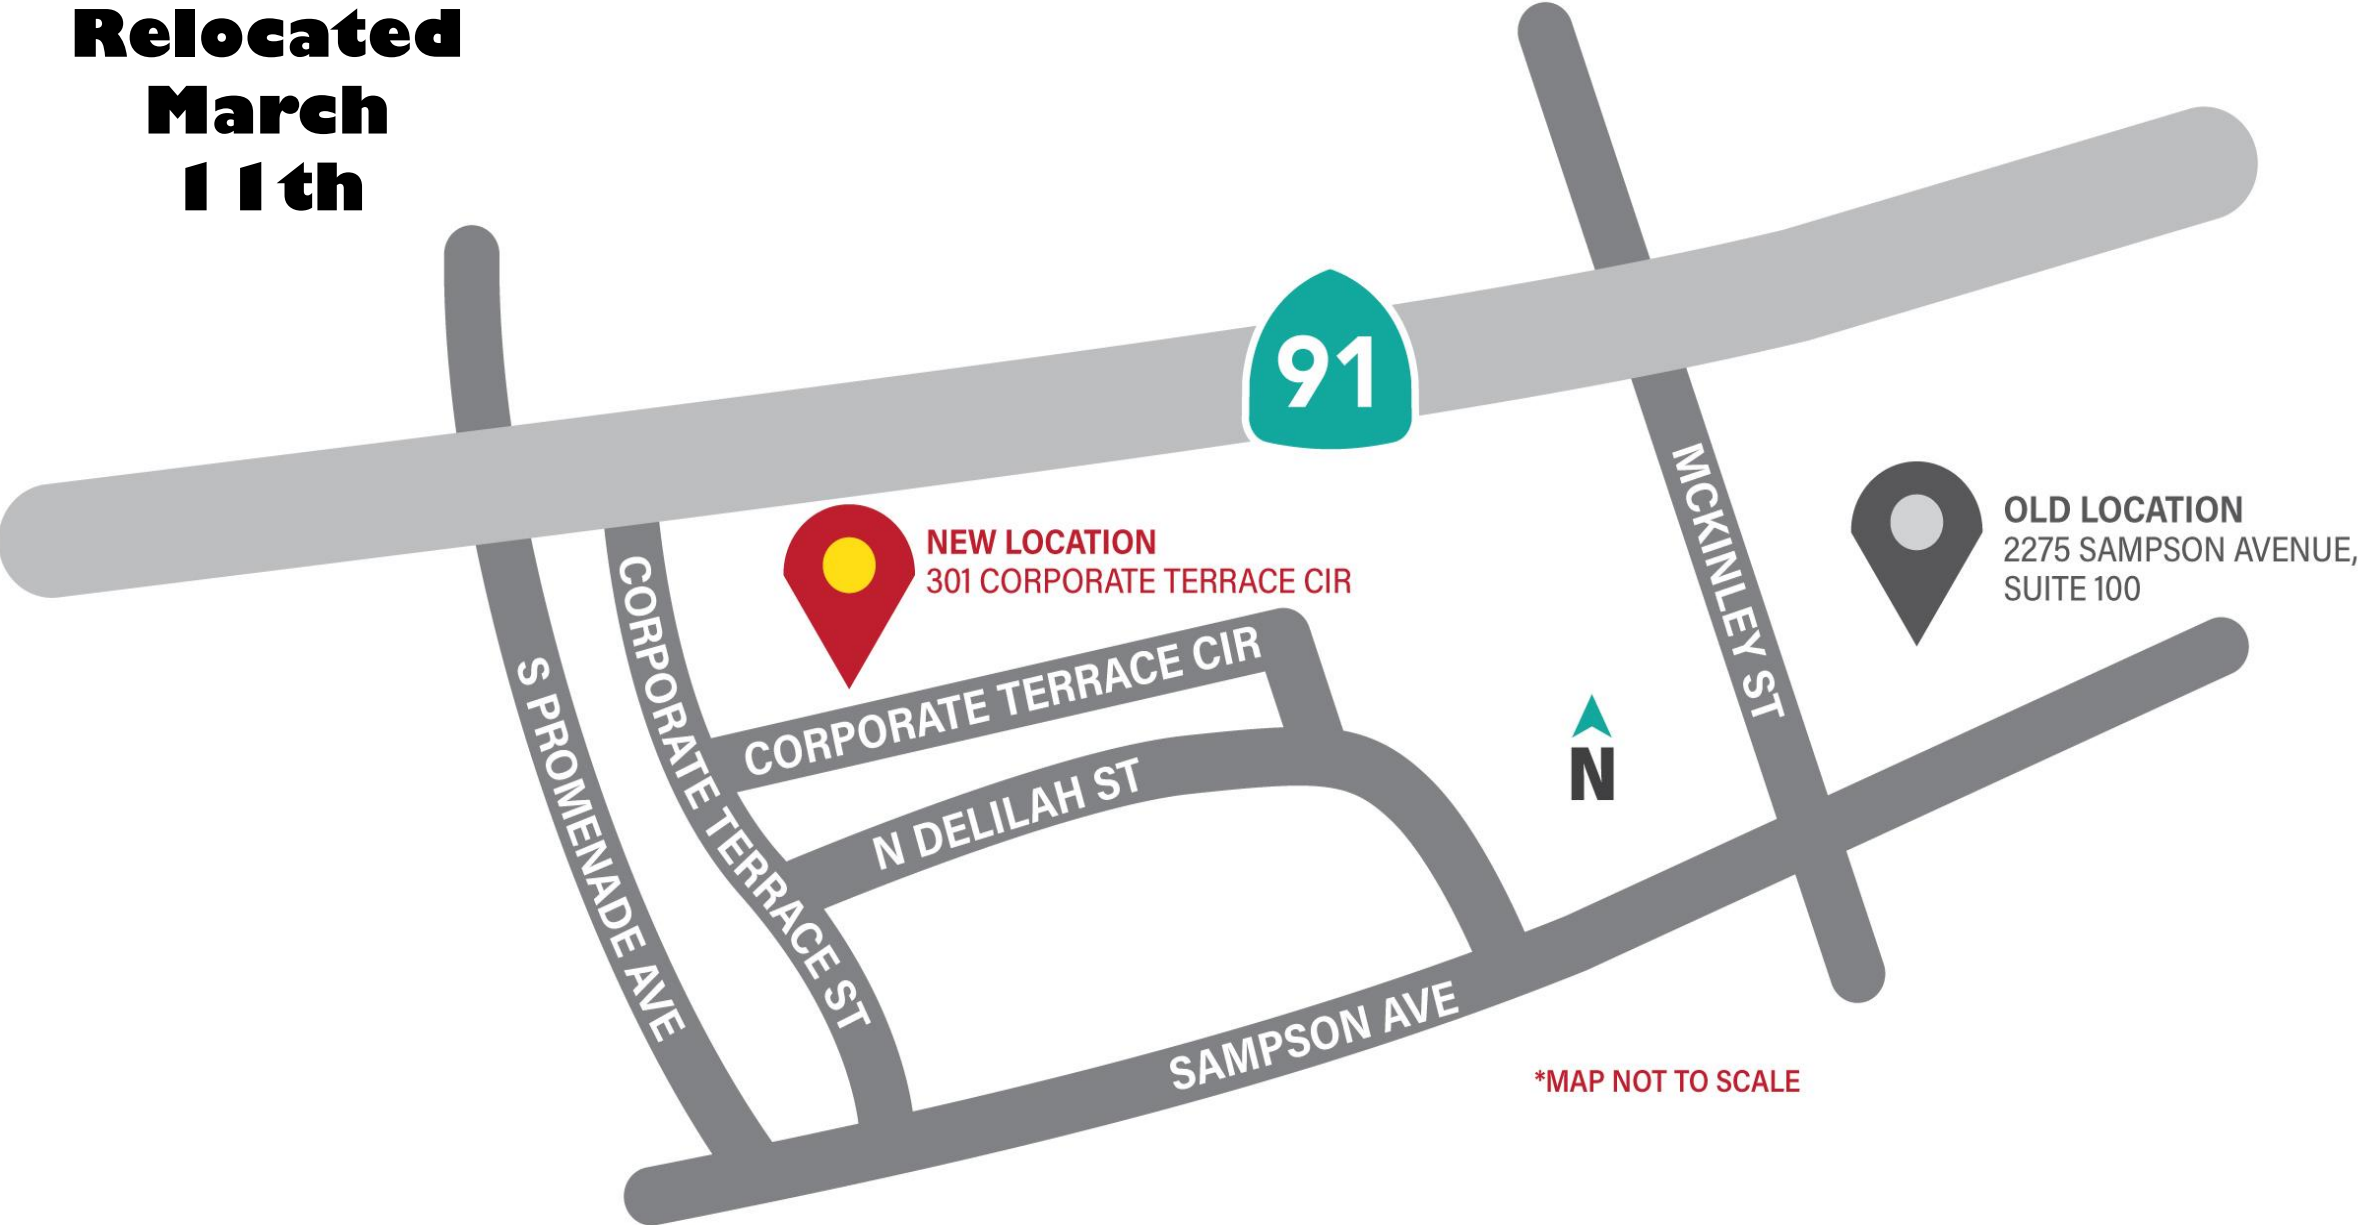 Relocated
March
11th
91
MCKINLEY ST
OLD LOCATION
2275 SAMPSON AVENUE,
SUITE 100
NEW LOCATION
301 CORPORATE TERRACE CIR
CORPORATE TERRACE ST
CORPORATE TERRACE CIR
S PROMENADE AVE
N DELILAH ST
N
SAMPSON AVE
*MAP NOT TO SCALE